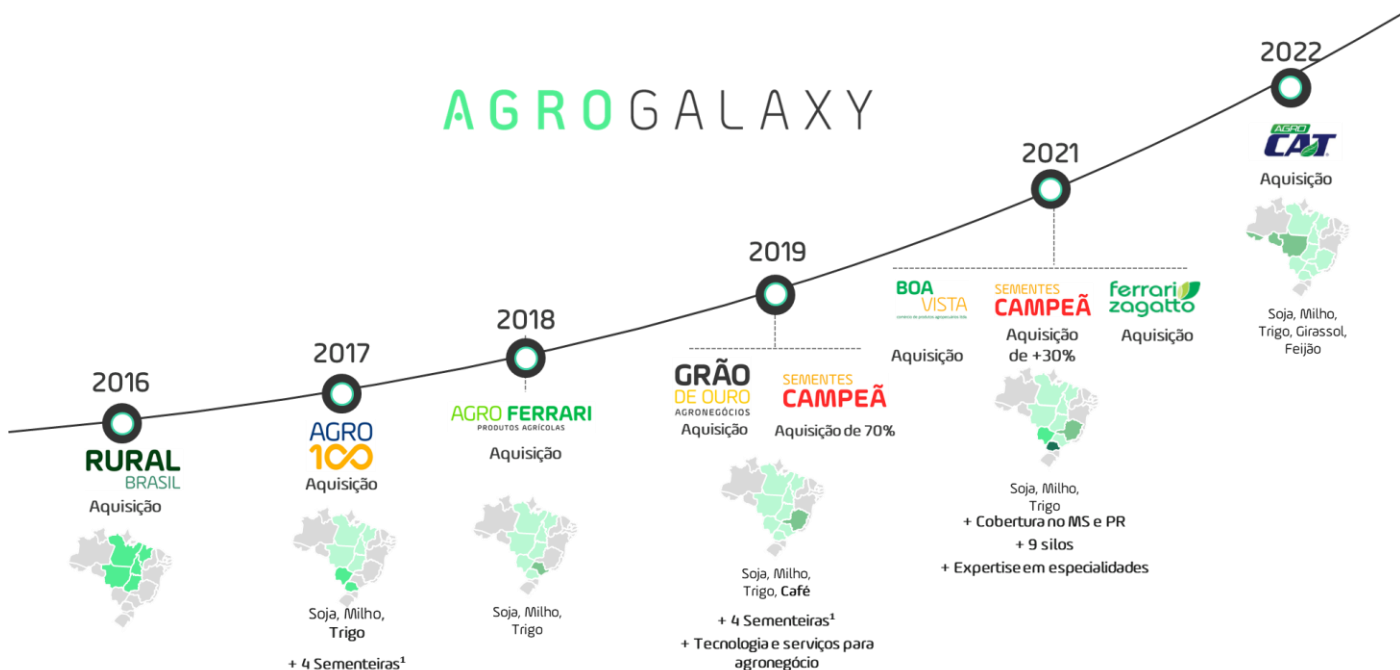 AGROGALAXY
2016
RURAL
BRASIL
Aquisição
2017
AGRO
100
Aquisição
Soja, Milho,
Trigo
+ 4 Sementeiras¹
2018
AGRO FERRARI
PRODUTOS AGRÍCOLAS
Aquisição
Soja, Milho,
Trigo
2019
GRÃO
DE OURO
AGRONEGÓCIOS
Aquisição
SEMENTES
CAMPEÃ
Aquisição de 70%
Soja, Milho,
Trigo, Café
+ 4 Sementeiras¹
+ Tecnologia e serviços para
agronegócio
2021
BOA
VISTA
Aquisição
SEMENTES
CAMPEÃ
Aquisição
de +30%
ferrari
zagatto
Aquisição
Soja, Milho,
Trigo
+ Cobertura no MS e PR
+ 9 silos
+ Expertise em especialidades
2022
AGRO
CAT
Aquisição
Soja, Milho,
Trigo, Girassol,
Feijão